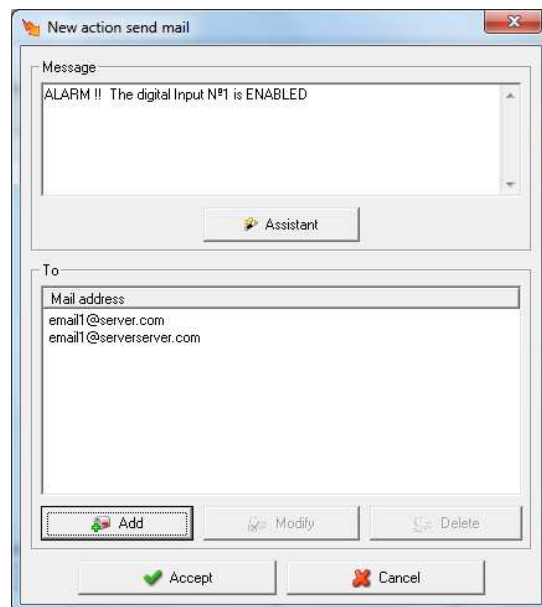 New action send mail
Message
ALARM !!  The digital Input Nª1 is ENABLED
Assistant
To
Mail address
email1@server.com
email1@serverserver.com
Add
Modify
Delete
Accept
Cancel